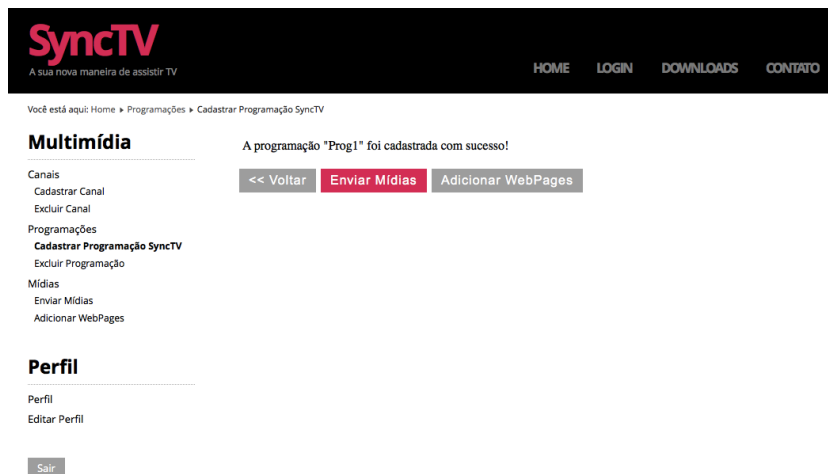 SyncTV
A sua nova maneira de assistir TV
HOME LOGIN DOWNLOADS CONTATO
Você está aqui: Home ▸ Programações ▸ Cadastrar Programação SyncTV
Multimídia
Canais
Cadastrar Canal
Excluir Canal
Programações
Cadastrar Programação SyncTV
Excluir Programação
Mídias
Enviar Mídias
Adicionar WebPages
Perfil
Perfil
Editar Perfil
Sair
A programação "Prog1" foi cadastrada com sucesso!
<< Voltar Enviar Mídias Adicionar WebPages